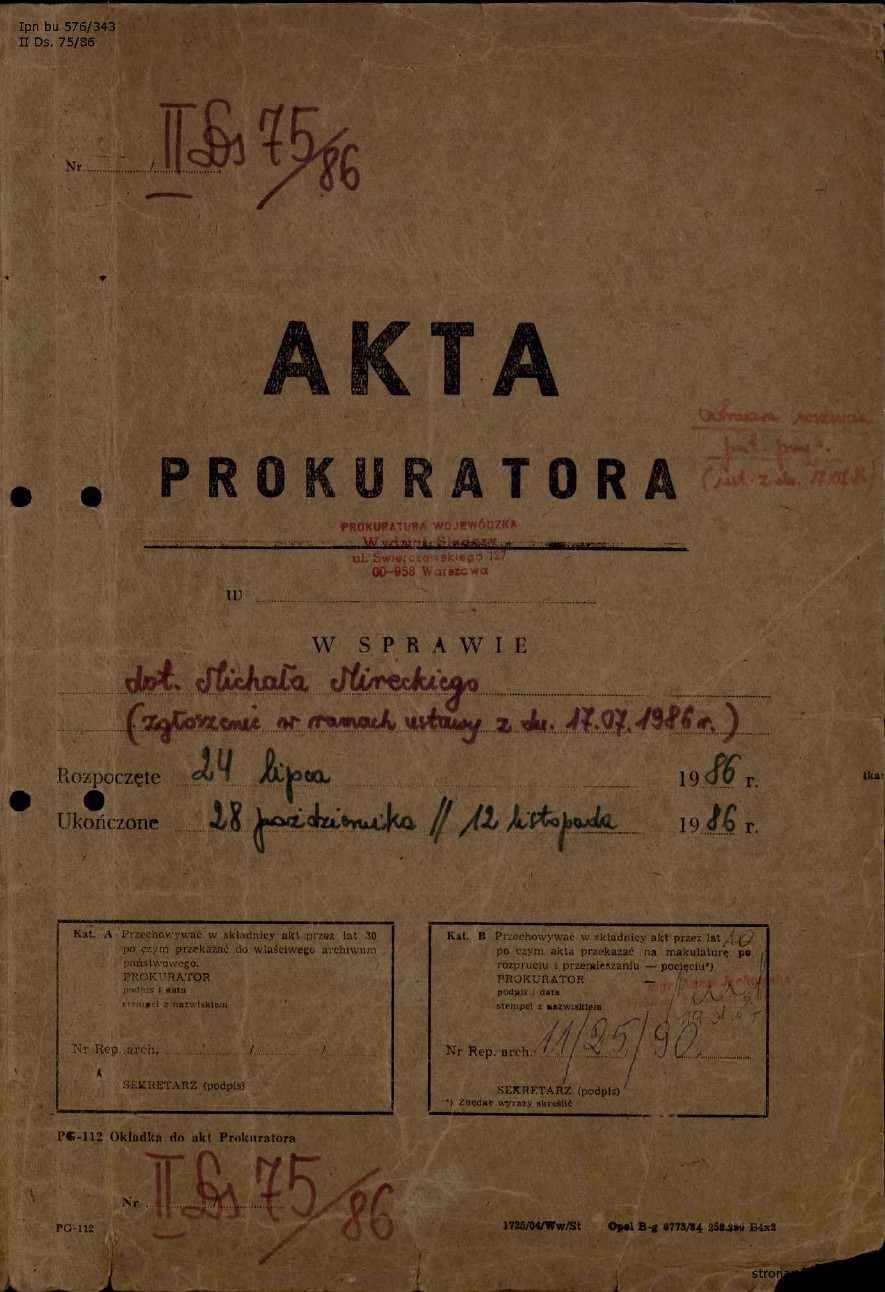 Ipn bu 576/343
II Ds. 75/86
Nr / II Ds 75/86
AKTA
PROKURATORA
PROKURATURA WOJEWÓDZKA
Wydział Śledczy
ul. Świerczewskiego 127
00-958 Warszawa
w
W SPRAWIE
dot. Michała Mireckiego
(zgłoszenie w ramach ustawy z dn. 17.07.1986 r.)
Rozpoczęte 24 lipca 1986 r.
Ukończone 28 października // 12 listopada 1986 r.
Kat. A Przechowywać w składnicy akt przez lat 30
po czym przekazać do właściwego archiwum
państwowego.
PROKURATOR
podpis i data
stempel z nazwiskiem
Nr Rep. arch. / /
SEKRETARZ (podpis)
Kat. B Przechowywać w składnicy akt przez lat 10
po czym akta przekazać na makulaturę po
rozpruciu i przemieszaniu — pocięciu*)
PROKURATOR —
podpis i data
stempel z nazwiskiem
Nr Rep. arch. 11/25/90
SEKRETARZ (podpis)
*) Zbędne wyrazy skreślić
PG-112 Okładka do akt Prokuratora
Nr II Ds 75/86
PG-112
1725/04/Ww/St Opol B-g 6773/84 B4x2